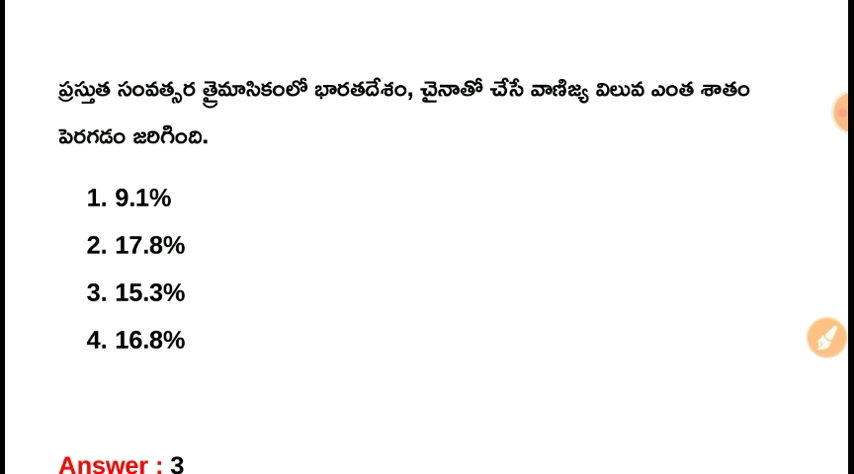 ప్రస్తుత సంవత్సర త్రైమాసికంలో భారతదేశం, చైనాతో చేసే వాణిజ్య విలువ ఎంత శాతం
పెరగడం జరిగింది.
1. 9.1%
2. 17.8%
3. 15.3%
4. 16.8%
Answer : 3